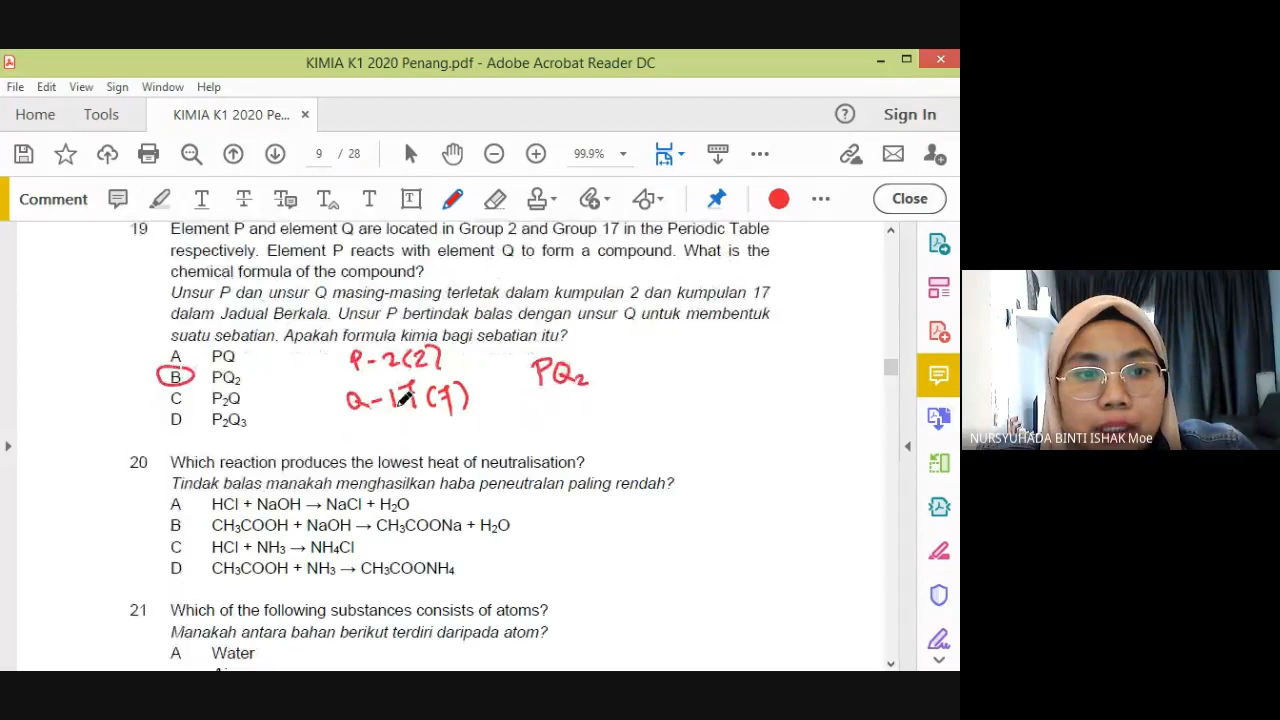 KIMIA K1 2020 Penang.pdf - Adobe Acrobat Reader DC
File Edit View Sign Window Help
Home Tools KIMIA K1 2020 Pe... × Sign In
9 / 28 99.9%
Comment Close
19 Element P and element Q are located in Group 2 and Group 17 in the Periodic Table
respectively. Element P reacts with element Q to form a compound. What is the
chemical formula of the compound?
Unsur P dan unsur Q masing-masing terletak dalam kumpulan 2 dan kumpulan 17
dalam Jadual Berkala. Unsur P bertindak balas dengan unsur Q untuk membentuk
suatu sebatian. Apakah formula kimia bagi sebatian itu?
A PQ P - 2(2)
B PQ₂ PQ₂
C P₂Q Q - 17 (7)
D P₂Q₃
20 Which reaction produces the lowest heat of neutralisation?
Tindak balas manakah menghasilkan haba peneutralan paling rendah?
A HCl + NaOH → NaCl + H₂O
B CH₃COOH + NaOH → CH₃COONa + H₂O
C HCl + NH₃ → NH₄Cl
D CH₃COOH + NH₃ → CH₃COONH₄
21 Which of the following substances consists of atoms?
Manakah antara bahan berikut terdiri daripada atom?
A Water
NURSYUHADA BINTI ISHAK Moe